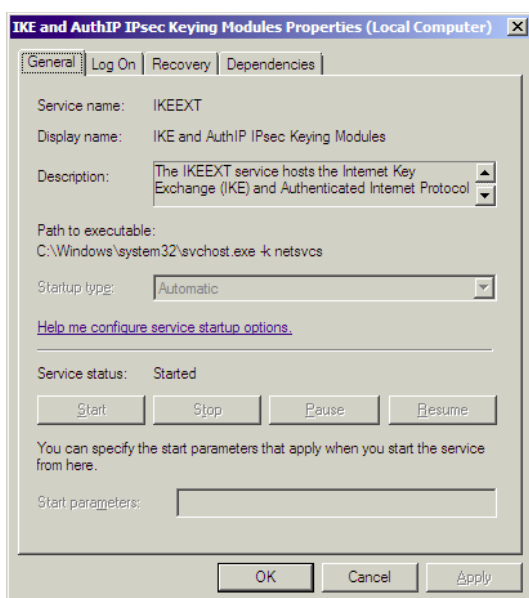 IKE and AuthIP IPsec Keying Modules Properties (Local Computer)
General Log On Recovery Dependencies
Service name: IKEEXT
Display name: IKE and AuthIP IPsec Keying Modules
Description: The IKEEXT service hosts the Internet Key
Exchange (IKE) and Authenticated Internet Protocol
Path to executable:
C:\Windows\system32\svchost.exe -k netsvcs
Startup type: Automatic
Help me configure service startup options.
Service status: Started
Start Stop Pause Resume
You can specify the start parameters that apply when you start the service
from here.
Start parameters:
OK Cancel Apply